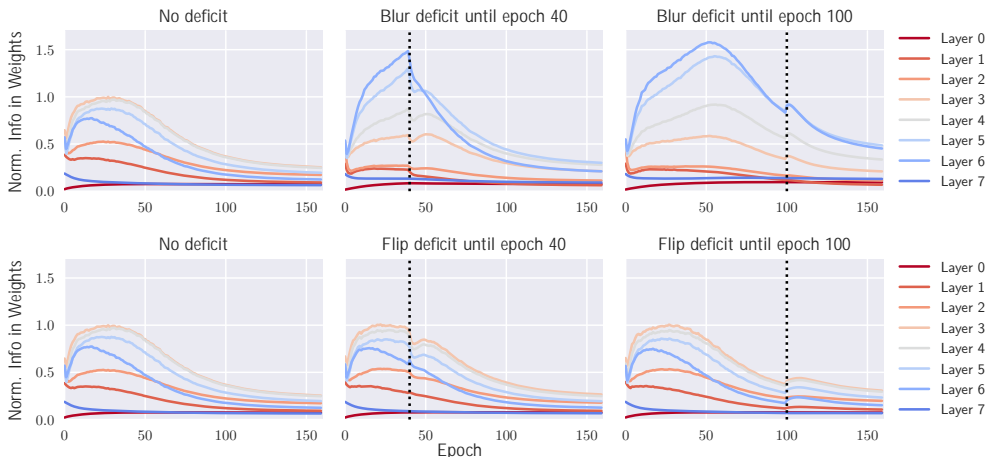 No deficit
Blur deficit until epoch 40
Blur deficit until epoch 100
Norm. Info in Weights
1.5
1.0
0.5
0.0
0 50 100 150
0 50 100 150
0 50 100 150
Layer 0
Layer 1
Layer 2
Layer 3
Layer 4
Layer 5
Layer 6
Layer 7
No deficit
Flip deficit until epoch 40
Flip deficit until epoch 100
Norm. Info in Weights
1.5
1.0
0.5
0.0
0 50 100 150
0 50 100 150
0 50 100 150
Epoch
Layer 0
Layer 1
Layer 2
Layer 3
Layer 4
Layer 5
Layer 6
Layer 7